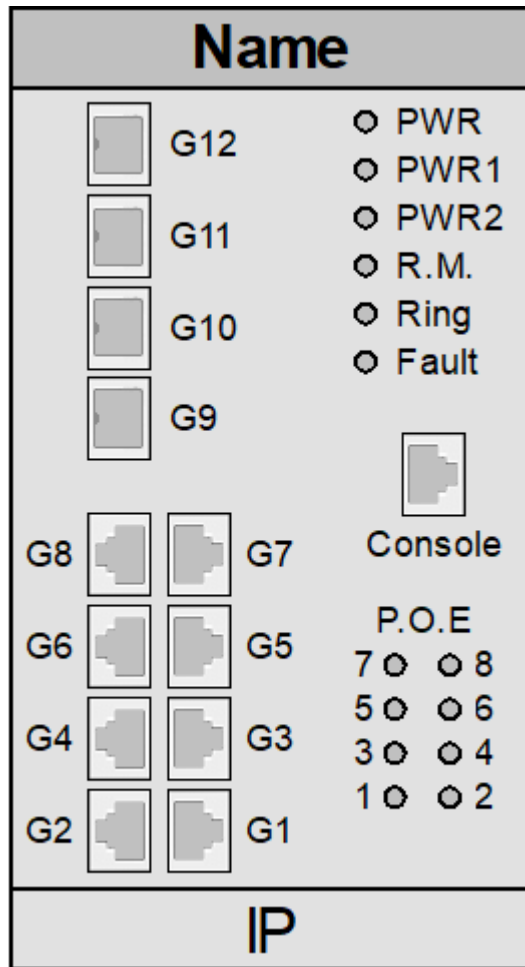 Name
G12
G11
G10
G9
PWR
PWR1
PWR2
R.M.
Ring
Fault
Console
G8 G7
G6 G5
G4 G3
G2 G1
P.O.E
7 8
5 6
3 4
1 2
IP